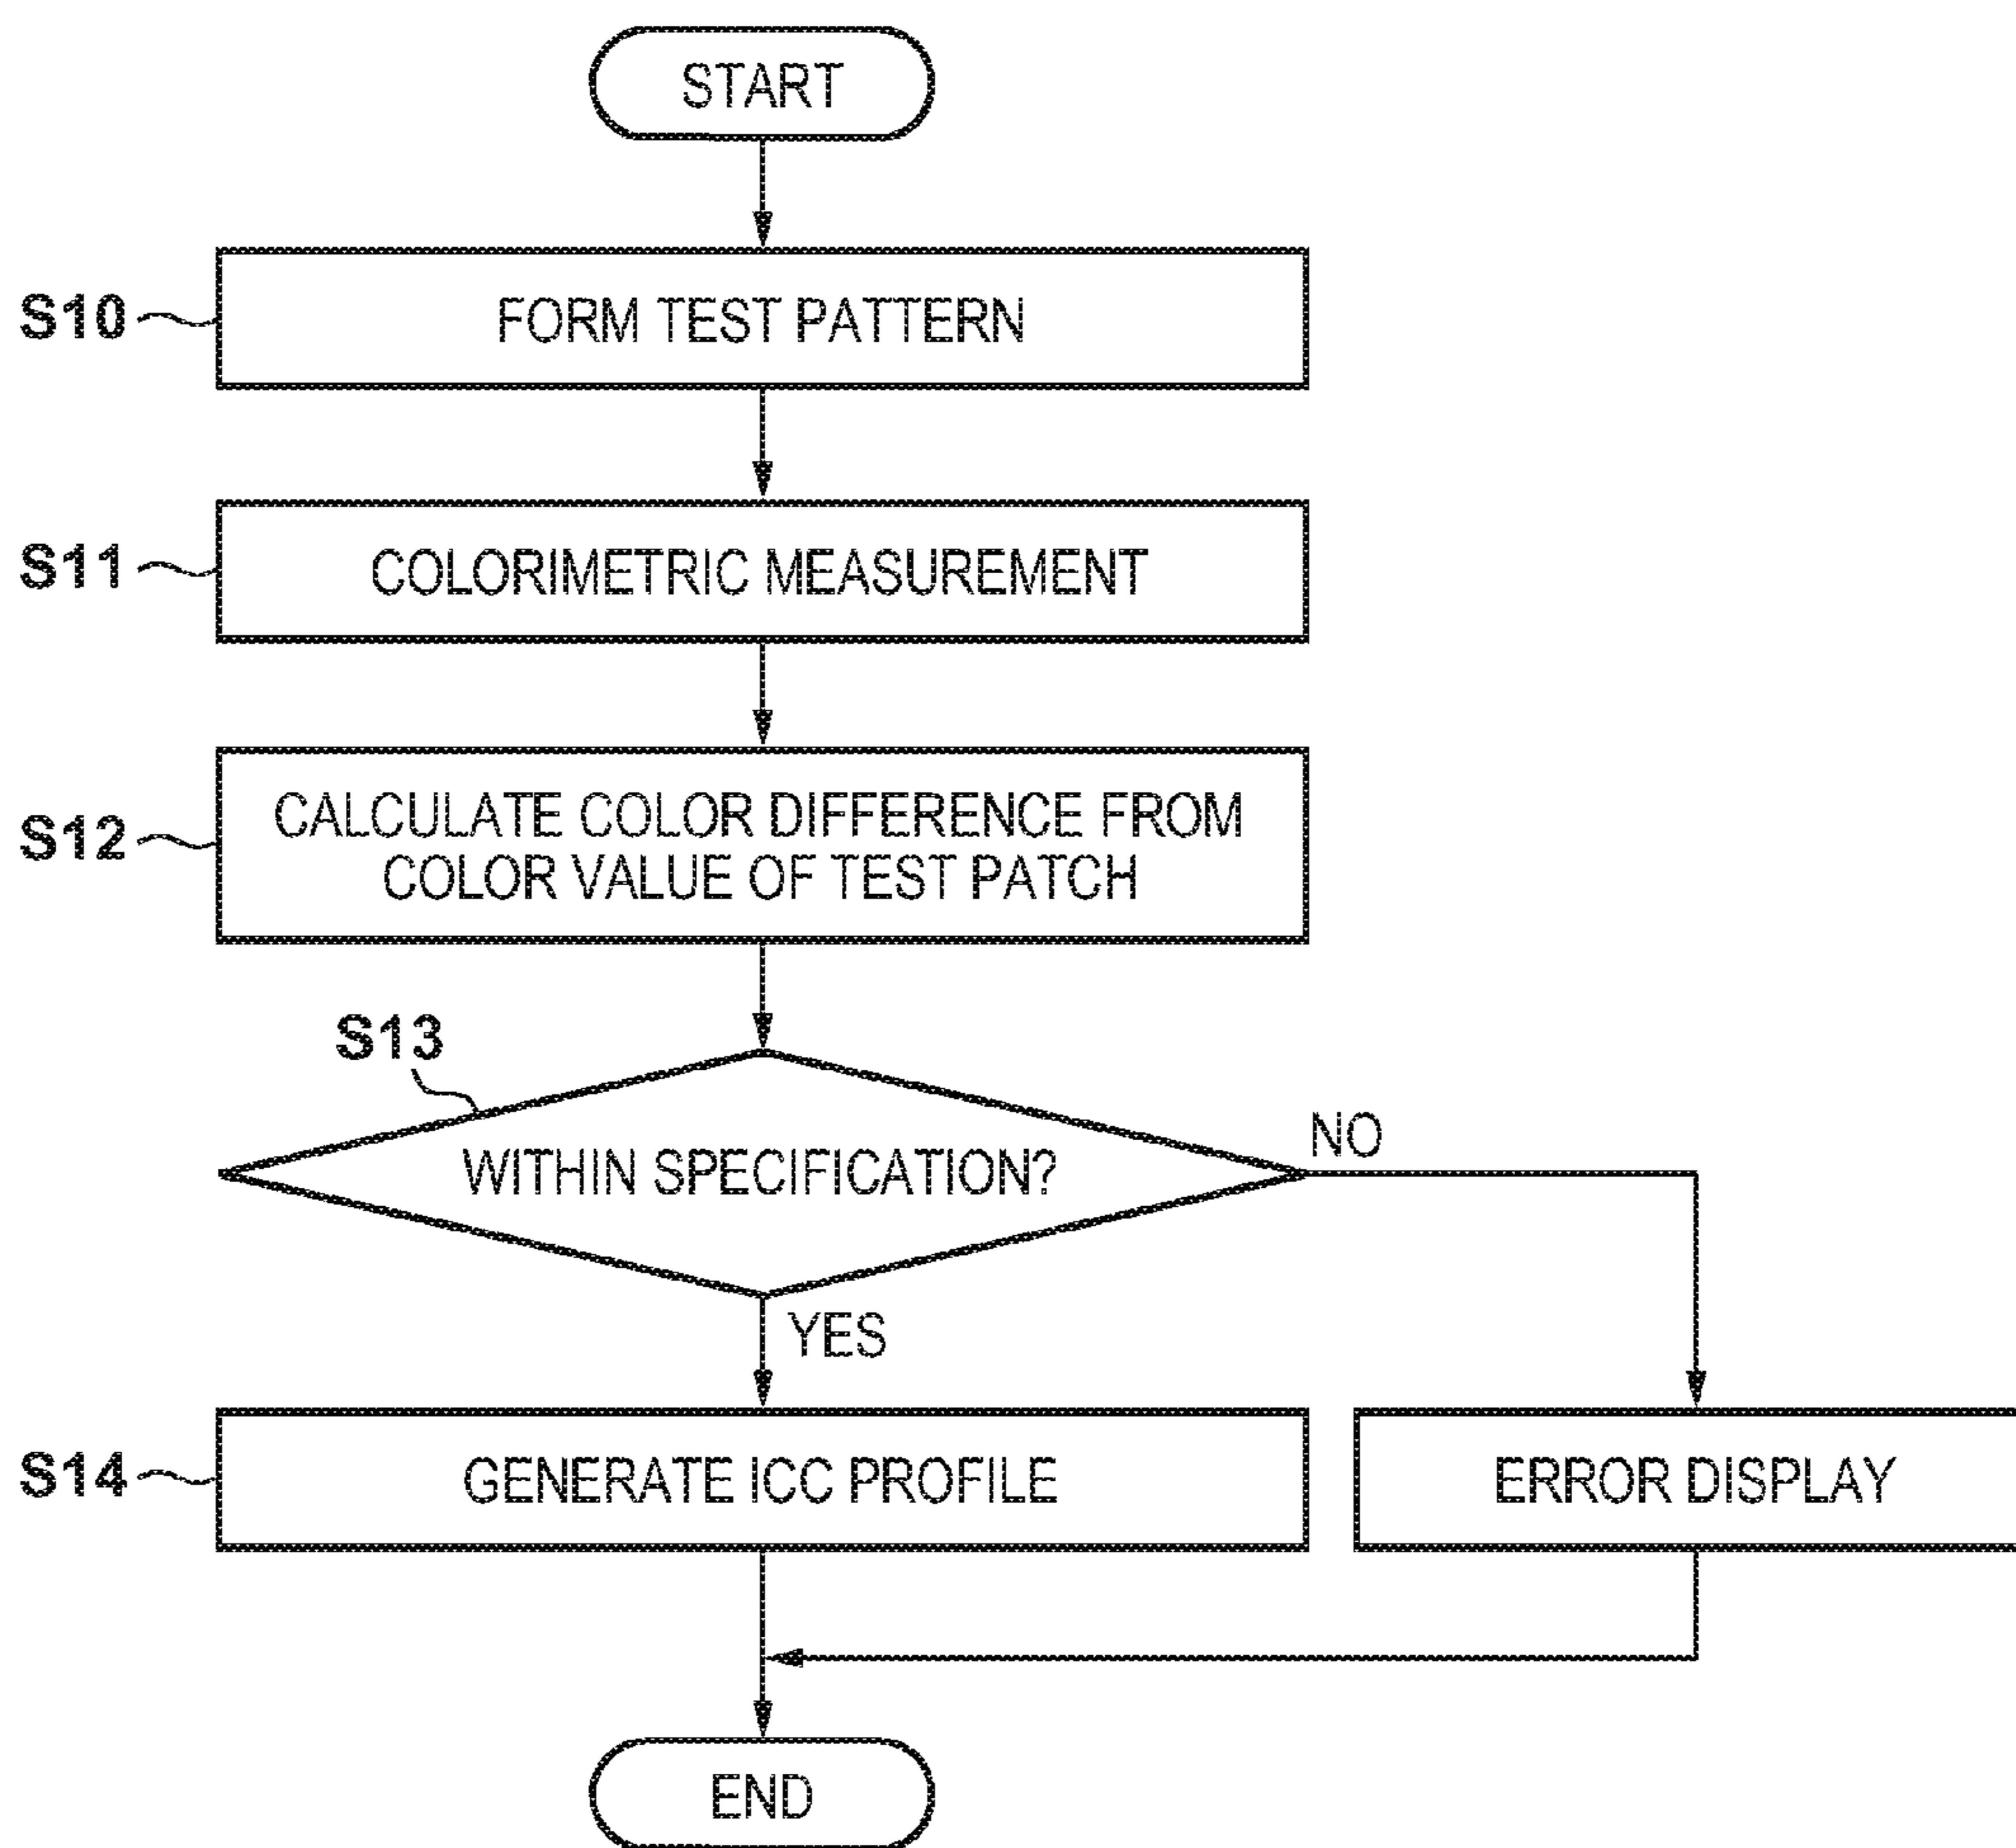 START
S10
FORM TEST PATTERN
S11
COLORIMETRIC MEASUREMENT
S12
CALCULATE COLOR DIFFERENCE FROM
COLOR VALUE OF TEST PATCH
S13
WITHIN SPECIFICATION?
NO
YES
S14
GENERATE ICC PROFILE
ERROR DISPLAY
END